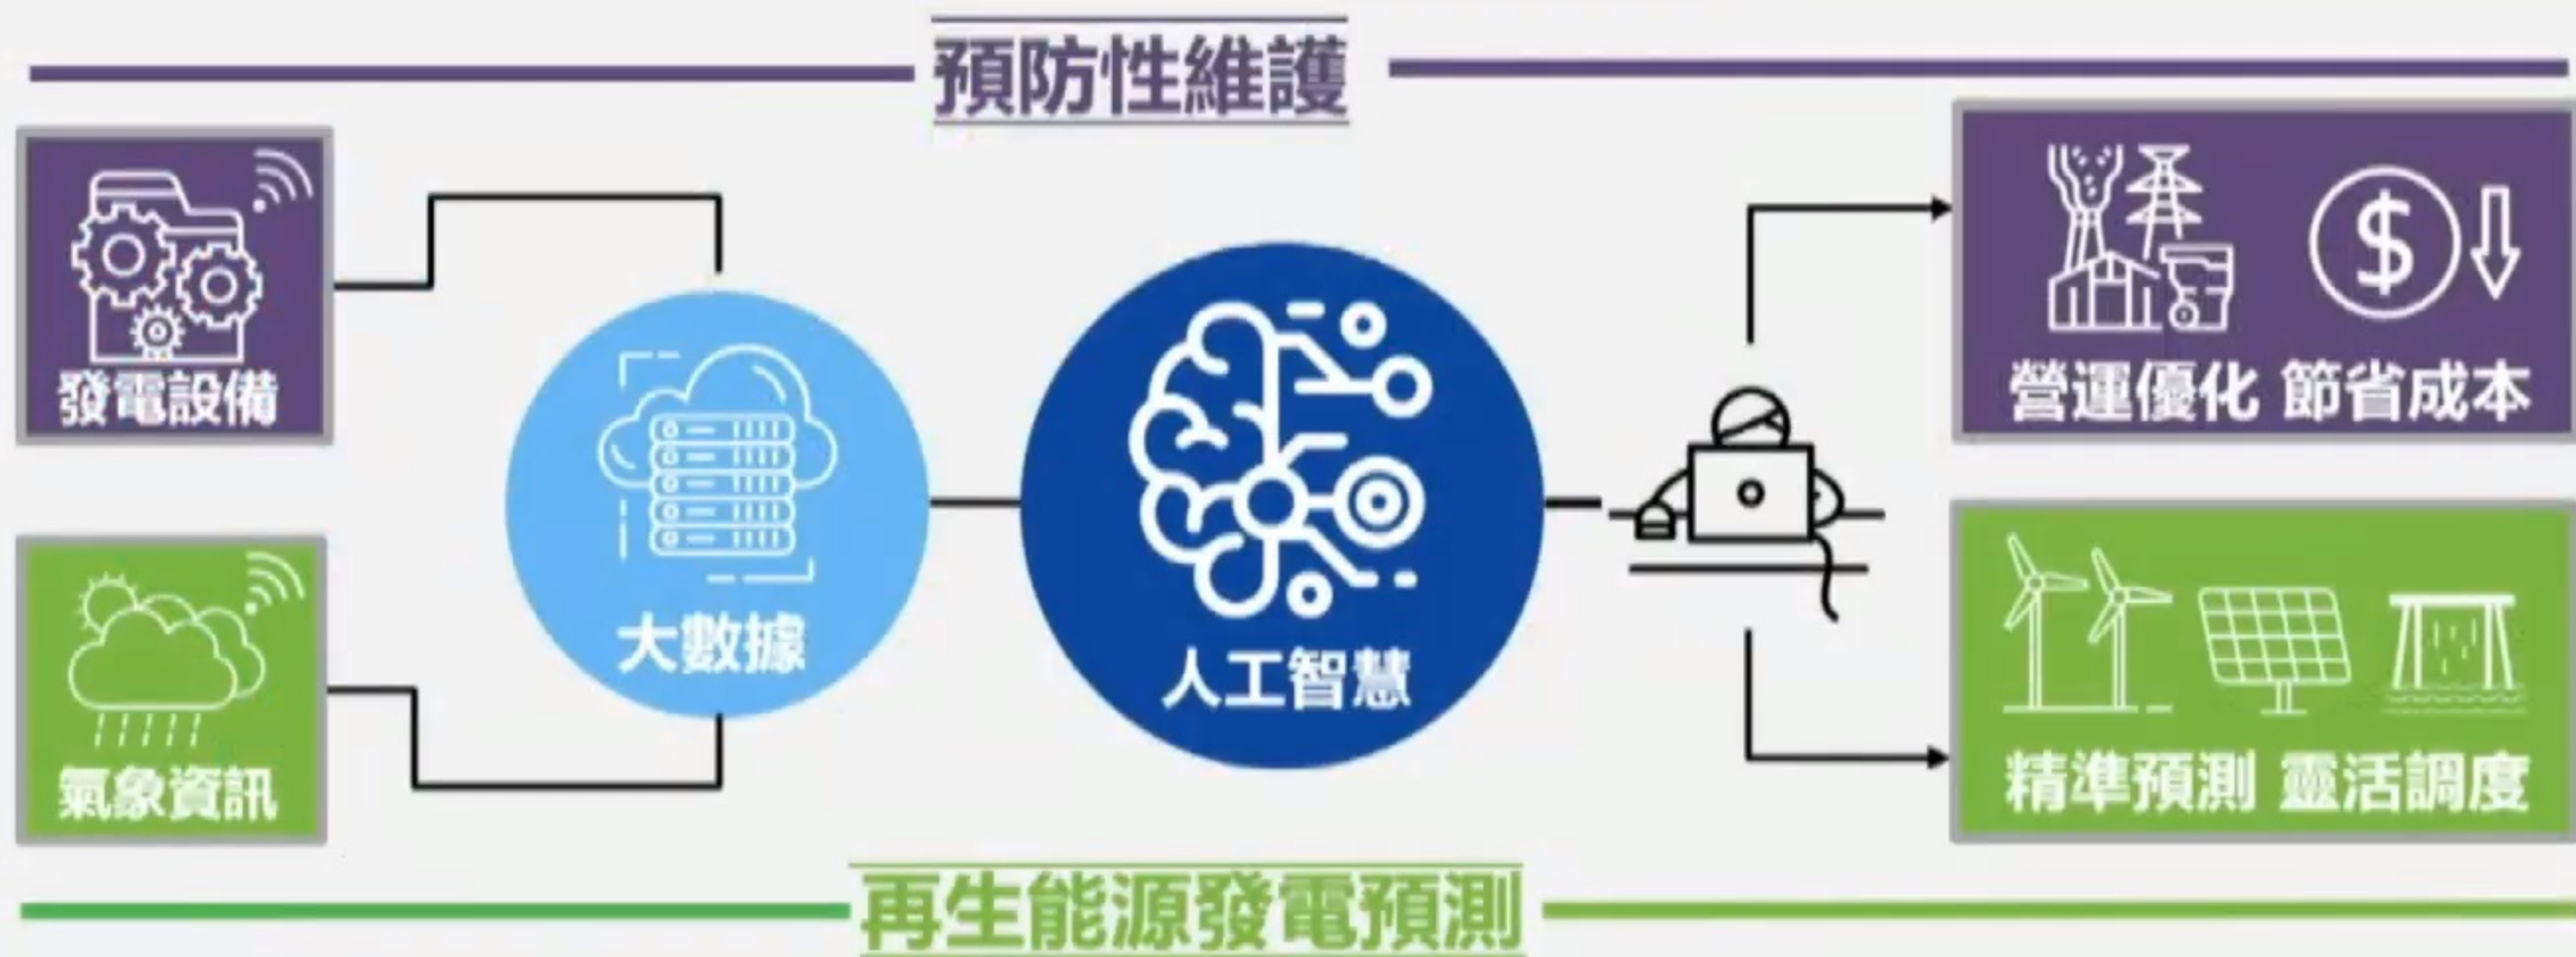 預防性維護
發電設備
營運優化 節省成本
大數據
人工智慧
氣象資訊
精準預測 靈活調度
再生能源發電預測